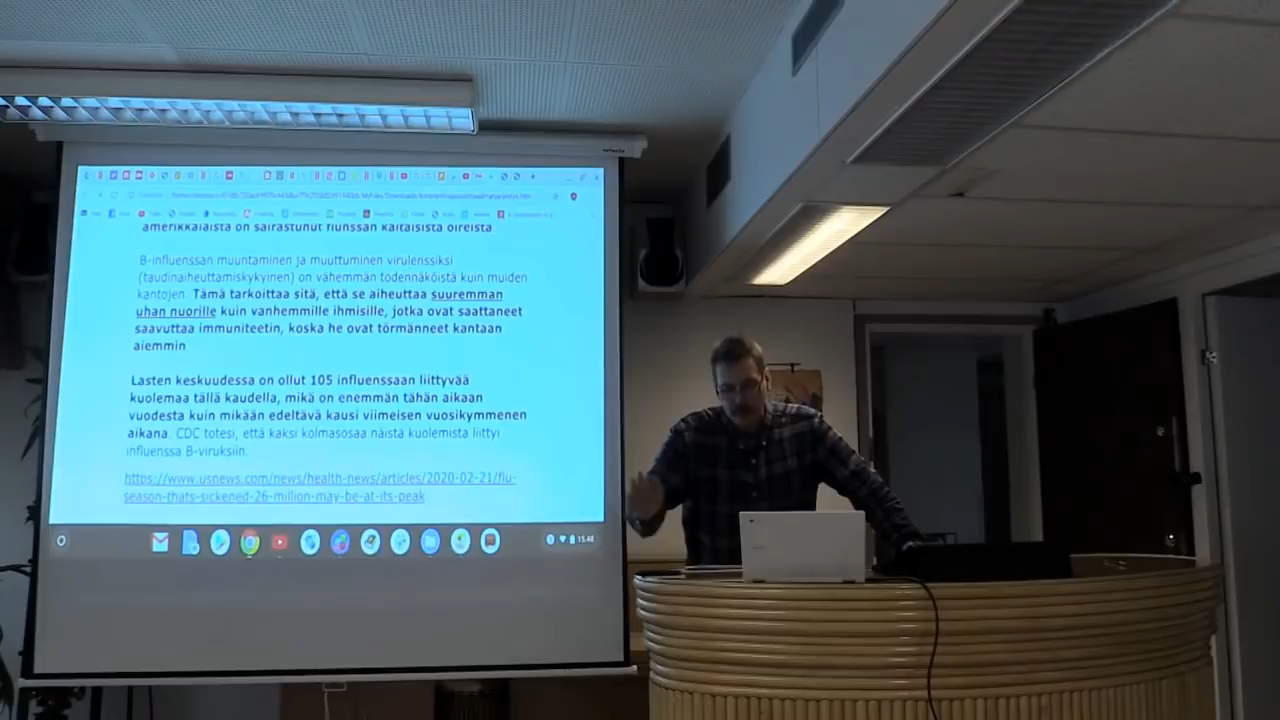 amerikkalaista on sairastunut flunssan kaltaisista oireista
B-influenssan muuntaminen ja muuttuminen virulenssiksi
(taudinaiheuttamiskykyinen) on vähemmän todennäköistä kuin muiden
kantojen. Tämä tarkoittaa sitä, että se aiheuttaa suuremman
uhan nuorille kuin vanhemmille ihmisille, jotka ovat saattaneet
saavuttaa immuniteetin, koska he ovat törmänneet kantaan
aiemmin
Lasten keskuudessa on ollut 105 influenssaan liittyvää
kuolemaa tällä kaudella, mikä on enemmän tähän aikaan
vuodesta kuin mikään edeltävä kausi viimeisen vuosikymmenen
aikana. CDC totesi, että kaksi kolmasosaa näistä kuolemista liittyi
influenssa B-viruksiin.
https://www.usnews.com/news/health-news/articles/2020-02-21/flu-
season-thats-sickened-26-million-may-be-at-its-peak
15.48